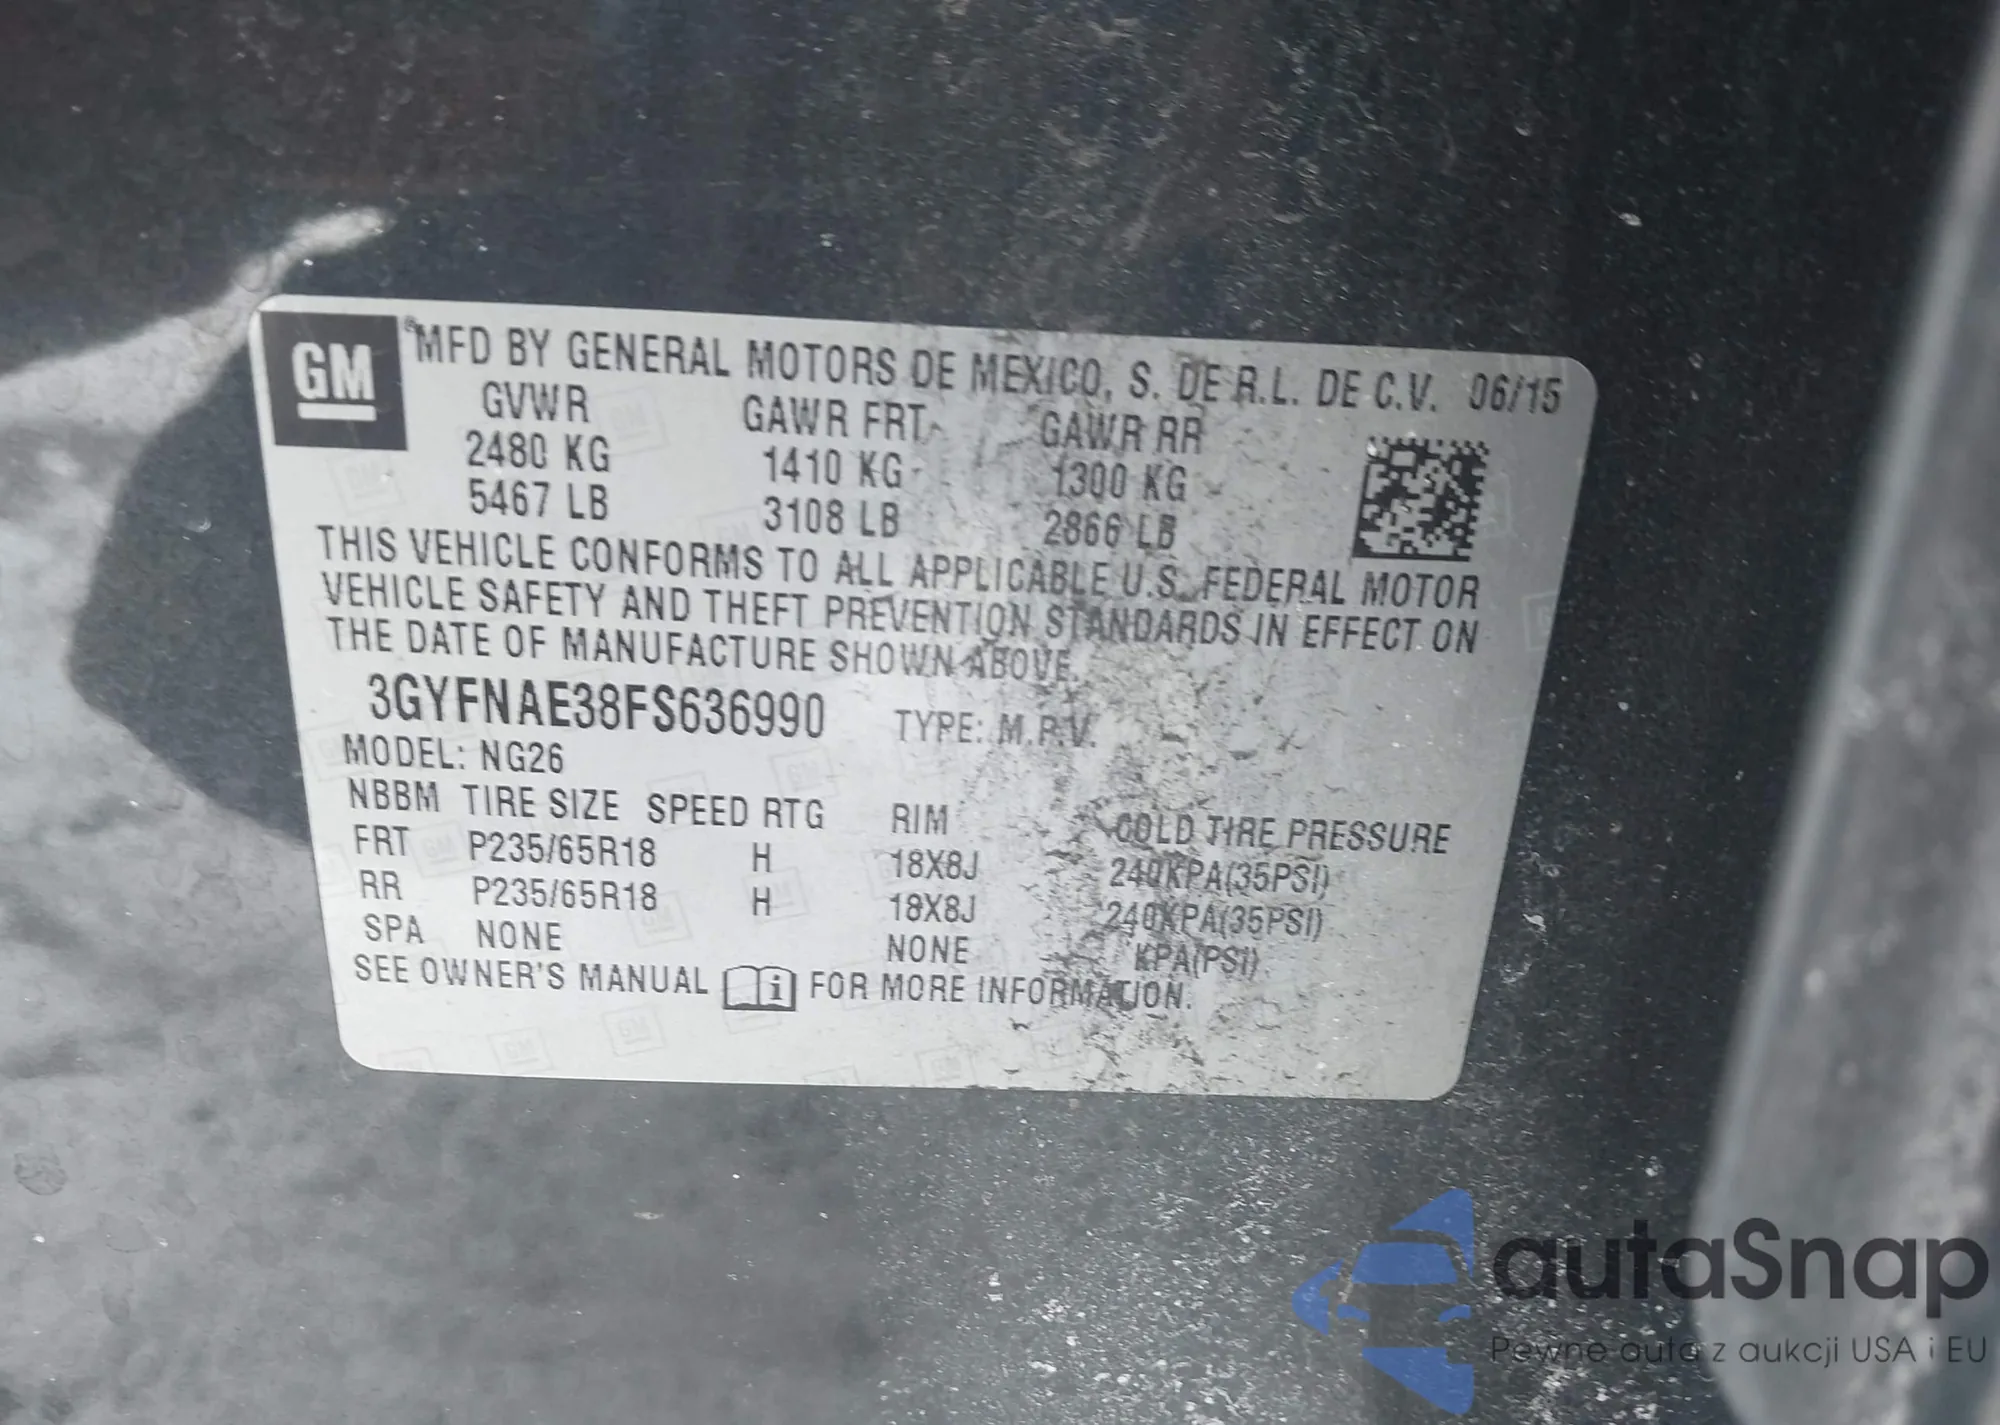 GM
®MFD BY GENERAL MOTORS DE MEXICO, S. DE R.L. DE C.V. 06/15
GVWR GAWR FRT GAWR RR
2480 KG 1410 KG 1300 KG
5467 LB 3108 LB 2866 LB
THIS VEHICLE CONFORMS TO ALL APPLICABLE U.S. FEDERAL MOTOR
VEHICLE SAFETY AND THEFT PREVENTION STANDARDS IN EFFECT ON
THE DATE OF MANUFACTURE SHOWN ABOVE.
3GYFNAE38FS636990 TYPE: M.P.V.
MODEL: NG26
NBBM TIRE SIZE SPEED RTG RIM COLD TIRE PRESSURE
FRT P235/65R18 H 18X8J 240KPA(35PSI)
RR P235/65R18 H 18X8J 240KPA(35PSI)
SPA NONE NONE KPA(PSI)
SEE OWNER'S MANUAL i FOR MORE INFORMATION.
autaSnap
Pewne auta z aukcji USA i EU